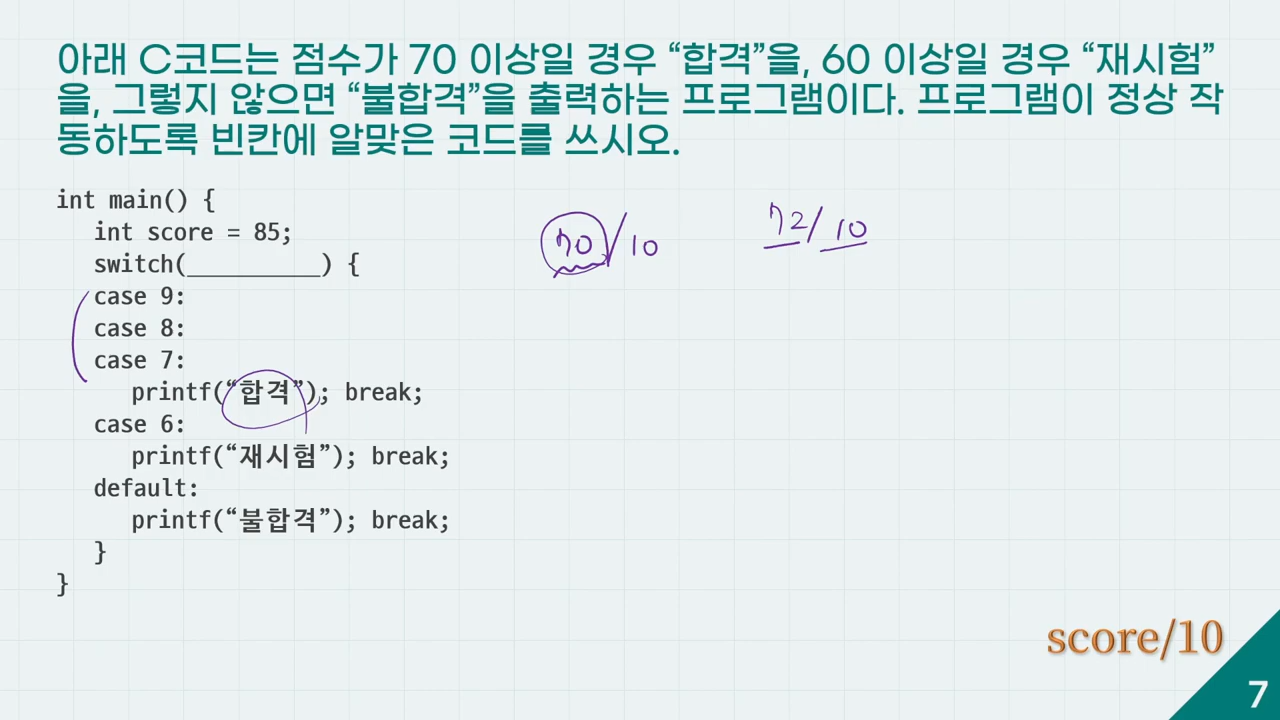 아래 C코드는 점수가 70 이상일 경우 “합격”을, 60 이상일 경우 “재시험”
을, 그렇지 않으면 “불합격”을 출력하는 프로그램이다. 프로그램이 정상 작
동하도록 빈칸에 알맞은 코드를 쓰시오.
int main() {
int score = 85;
switch(__________) {
case 9:
case 8:
case 7:
printf(“합격”); break;
case 6:
printf(“재시험”); break;
default:
printf(“불합격”); break;
}
}
70/10
72/10
score/10
7